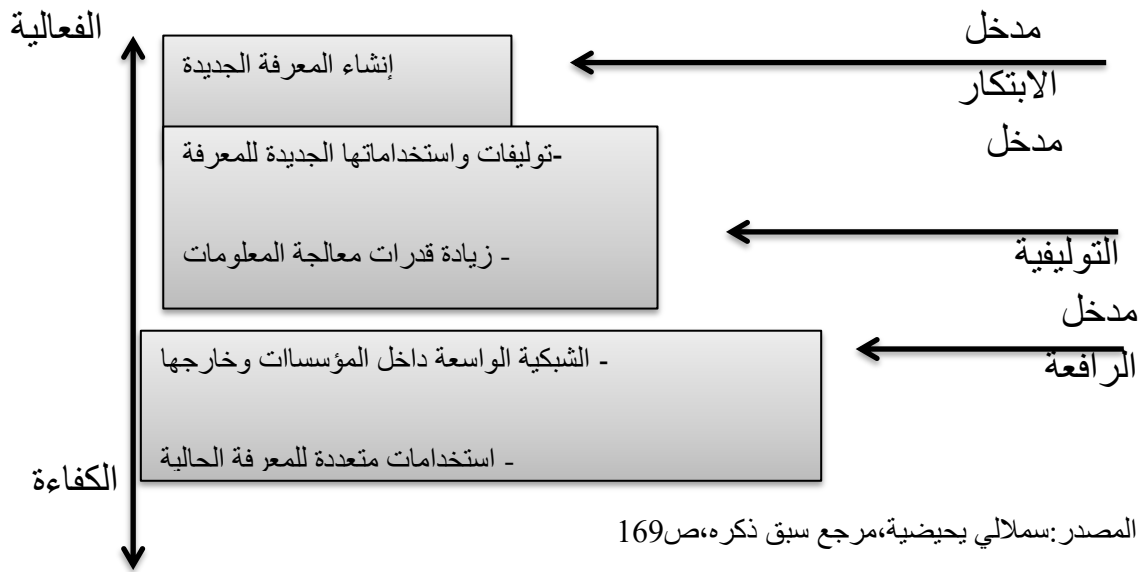 الفعالية
مدخل
إنشاء المعرفة الجديدة
الابتكار
مدخل
-توليفات واستخداماتها الجديدة للمعرفة
- زيادة قدرات معالجة المعلومات
التوليفية
مدخل
- الشبكية الواسعة داخل المؤسساات وخارجها
الرافعة
- استخدامات متعددة للمعرفة الحالية
الكفاءة
المصدر:سملالي يحيضية،مرجع سبق ذكره،ص169